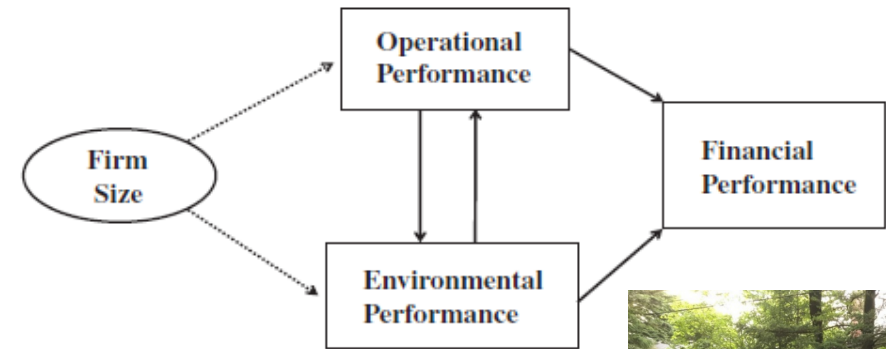 Operational
Performance
Firm
Size
Financial
Performance
Environmental
Performance